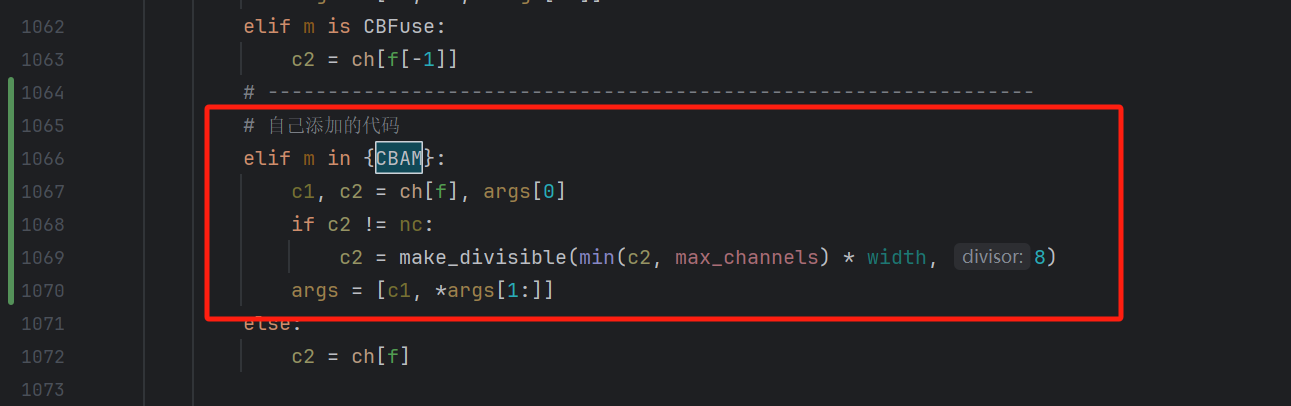 1062 elif m is CBFuse:
1063 c2 = ch[f[-1]]
1064 # ----------------------------------------------------------------
1065 # 自己添加的代码
1066 elif m in {CBAM}:
1067 c1, c2 = ch[f], args[0]
1068 if c2 != nc:
1069 c2 = make_divisible(min(c2, max_channels) * width, divisor: 8)
1070 args = [c1, *args[1:]]
1071 else:
1072 c2 = ch[f]
1073